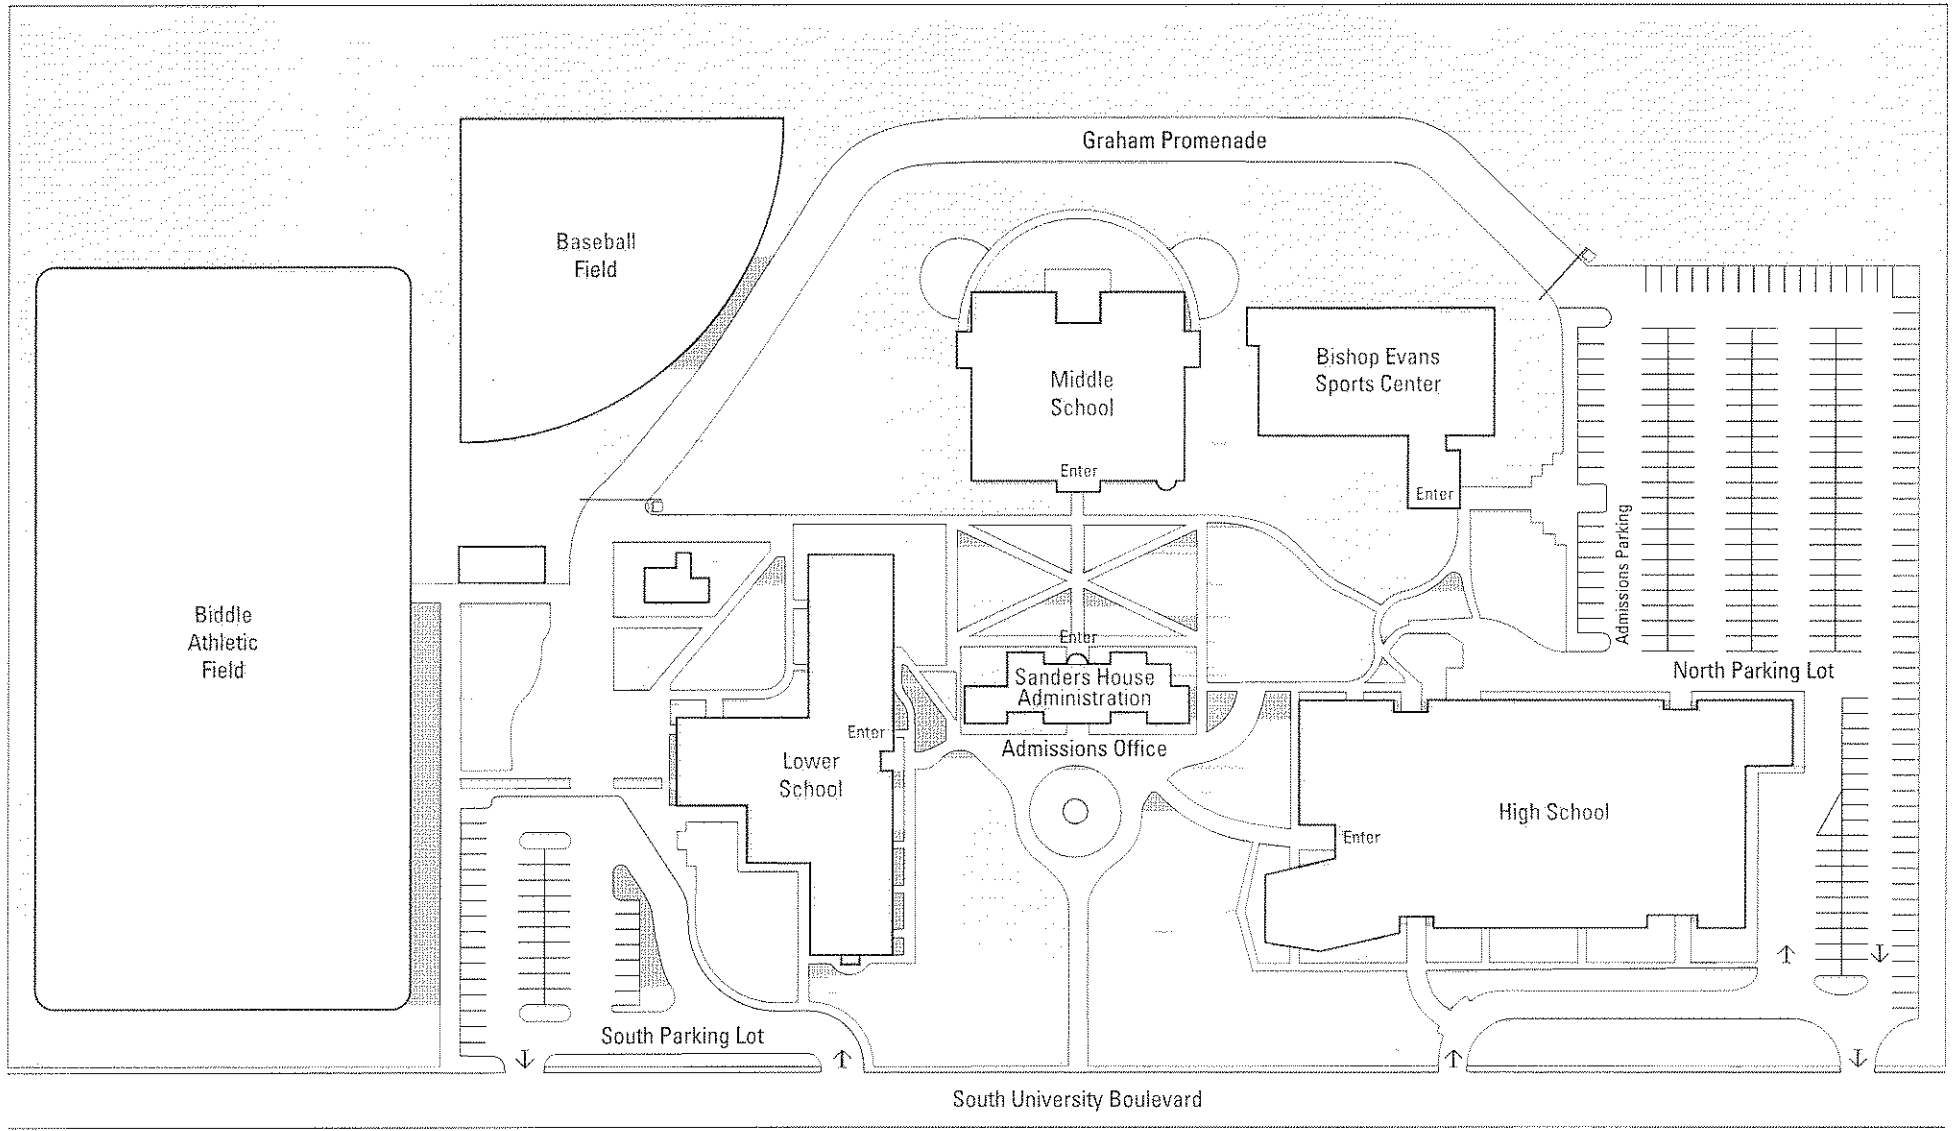 Graham Promenade
Baseball
Field
Bishop Evans
Sports Center
Middle
School
Enter
Enter
Admissions Parking
Biddle
Athletic
Field
Enter
Sanders House
Administration
North Parking Lot
Enter
Admissions Office
Lower
School
High School
Enter
South Parking Lot
South University Boulevard